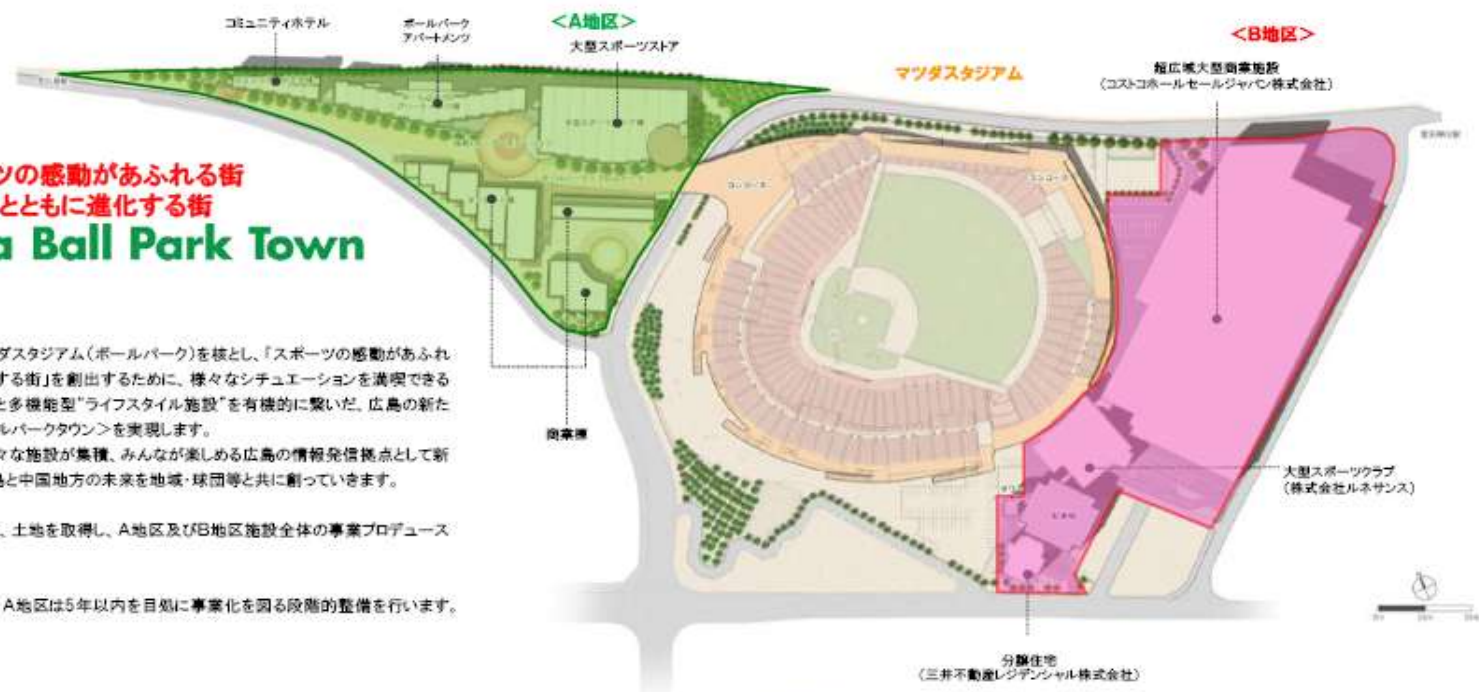 コミュニティホテル
ボールパーク
アパートメンツ
<A地区>
大型スポーツストア
マツダスタジアム
<B地区>
超広域大型商業施設
(コストコホールセールジャパン株式会社)
ツの感動があふれる街
とともに進化する街
a Ball Park Town
ダスタジアム(ボールパーク)を核とし、「スポーツの感動があふれ
する街」を創出するために、様々なシチュエーションを満喫できる
と多機能型"ライフスタイル施設"を有機的に繋いだ、広島の新た
ルパークタウン>を実現します。
々な施設が集積、みんなが楽しめる広島の情報発信拠点として新
島と中国地方の未来を地域・球団等と共に創っていきます。
、土地を取得し、A地区及びB地区施設全体の事業プロデュース
A地区は5年以内を目処に事業化を図る段階的整備を行います。
商業棟
コンコース
コンコース
大型スポーツクラブ
(株式会社ルネサンス)
分譲住宅
(三井不動産レジデンシャル株式会社)